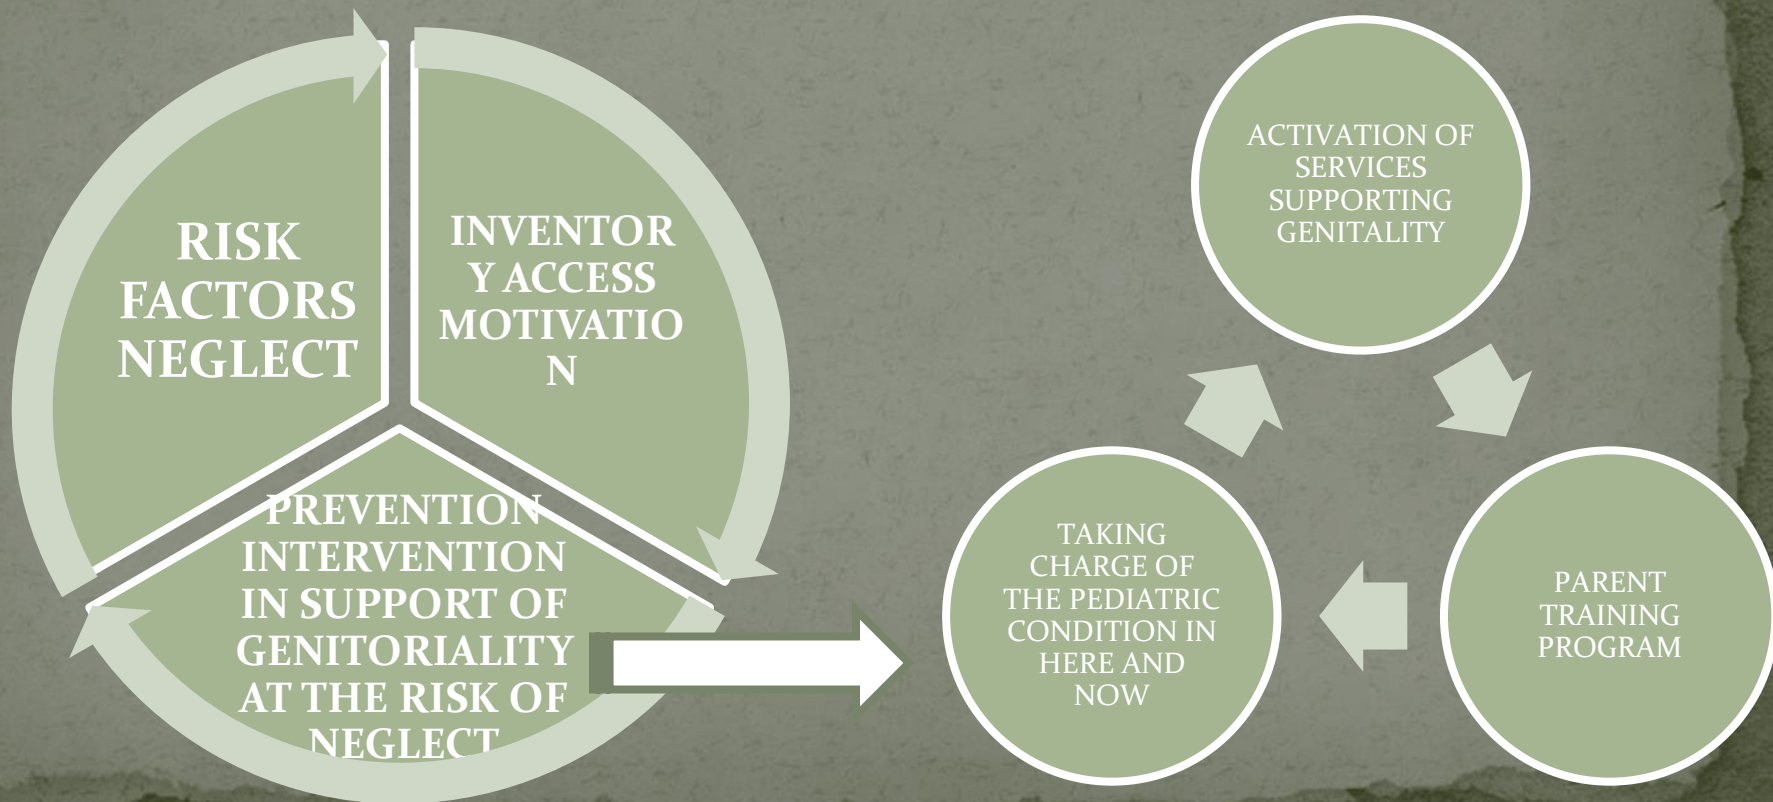 RISK
FACTORS
NEGLECT
INVENTOR
Y ACCESS
MOTIVATIO
N
PREVENTION
INTERVENTION
IN SUPPORT OF
GENITORIALITY
AT THE RISK OF
NEGLECT
ACTIVATION OF
SERVICES
SUPPORTING
GENITALITY
TAKING
CHARGE OF
THE PEDIATRIC
CONDITION IN
HERE AND
NOW
PARENT
TRAINING
PROGRAM